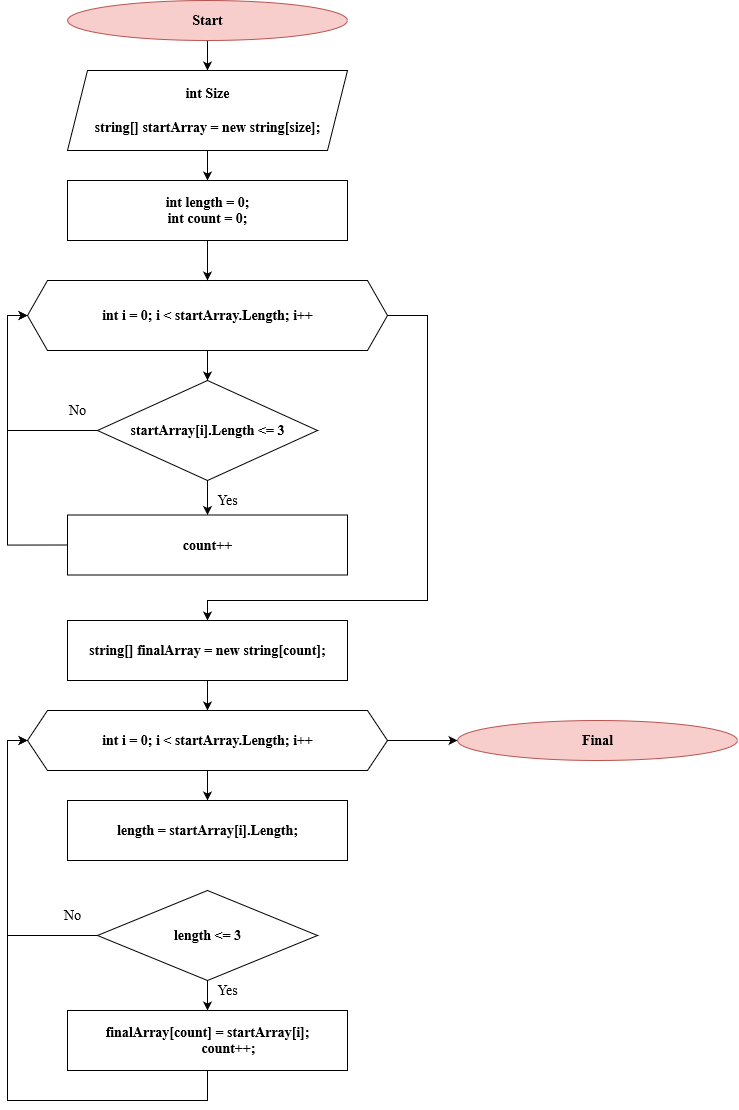 Start
int Size
string[] startArray = new string[size];
int length = 0;
int count = 0;
int i = 0; i < startArray.Length; i++
No
startArray[i].Length <= 3
Yes
count++
string[] finalArray = new string[count];
int i = 0; i < startArray.Length; i++
Final
length = startArray[i].Length;
No
length <= 3
Yes
finalArray[count] = startArray[i];
count++;